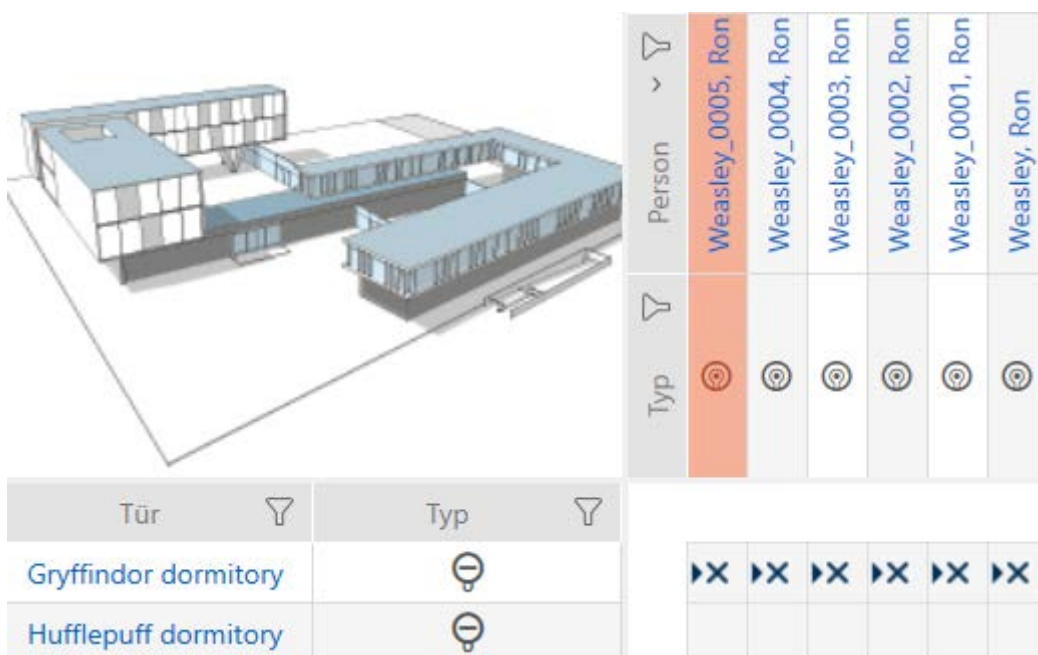 Person
Weasley_0005, Ron
Weasley_0004, Ron
Weasley_0003, Ron
Weasley_0002, Ron
Weasley_0001, Ron
Weasley, Ron
Typ
Tür
Typ
Gryffindor dormitory
Hufflepuff dormitory